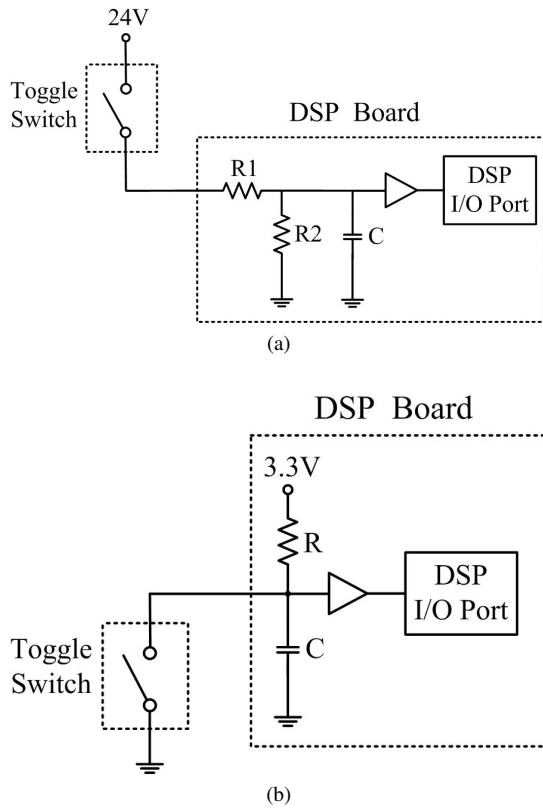 24V
Toggle
Switch
DSP Board
R1
R2
C
DSP
I/O Port
(a)
DSP Board
3.3V
R
C
DSP
I/O Port
Toggle
Switch
(b)